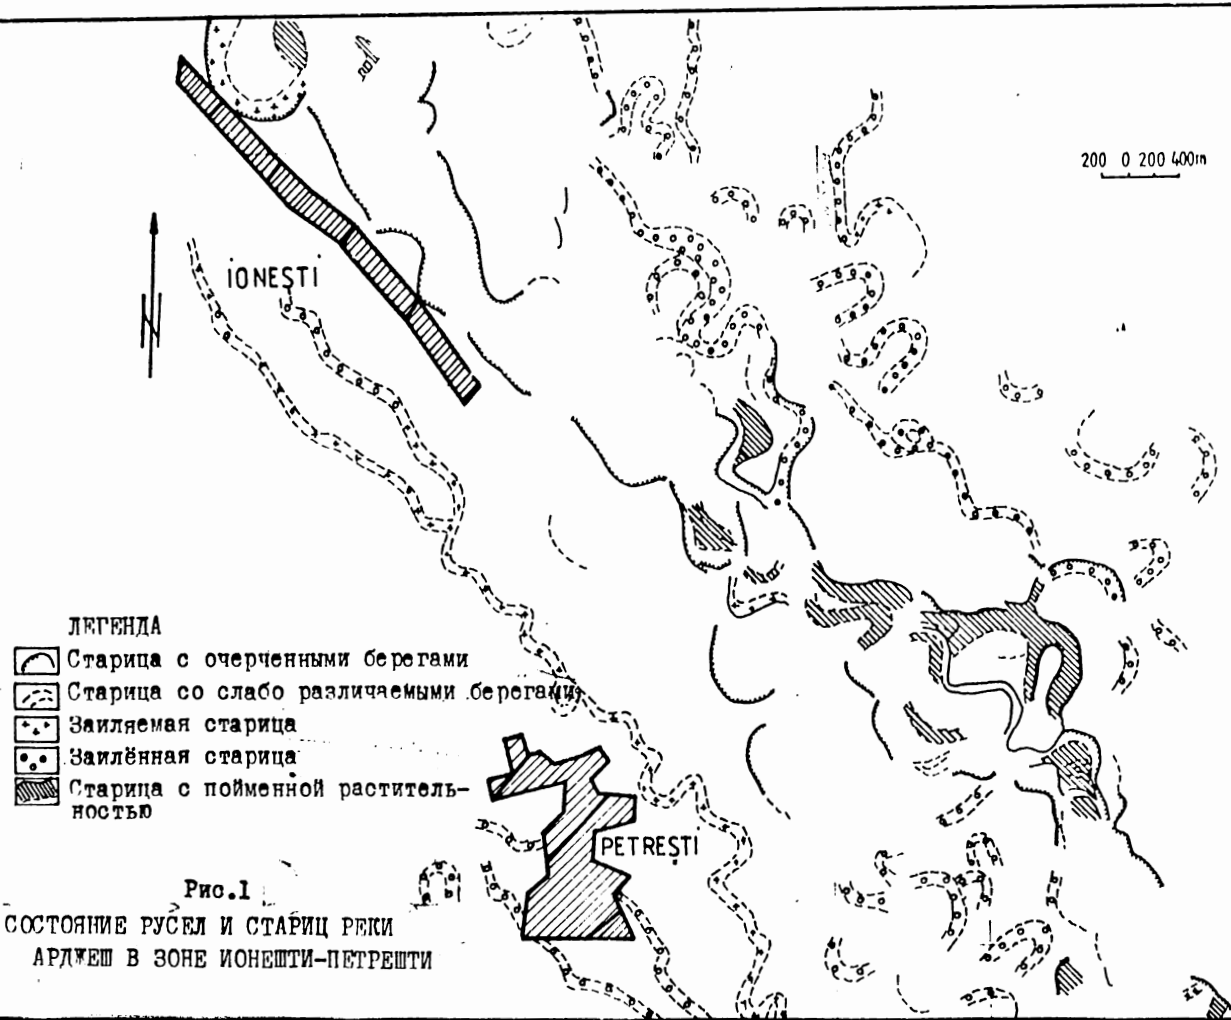 200 0 200 400m
IONEȘTI
N
ЛЕГЕНДА
Старица с очерченными берегами
Старица со слабо различаемыми берегами
Заиляемая старица
Заилённая старица
Старица с пойменной раститель-
ностью
PETREȘTI
Рис.1
СОСТОЯНИЕ РУСЕЛ И СТАРИЦ РЕКИ
АРДЖЕШ В ЗОНЕ ИОНЕШТИ-ПЕТРЕШТИ